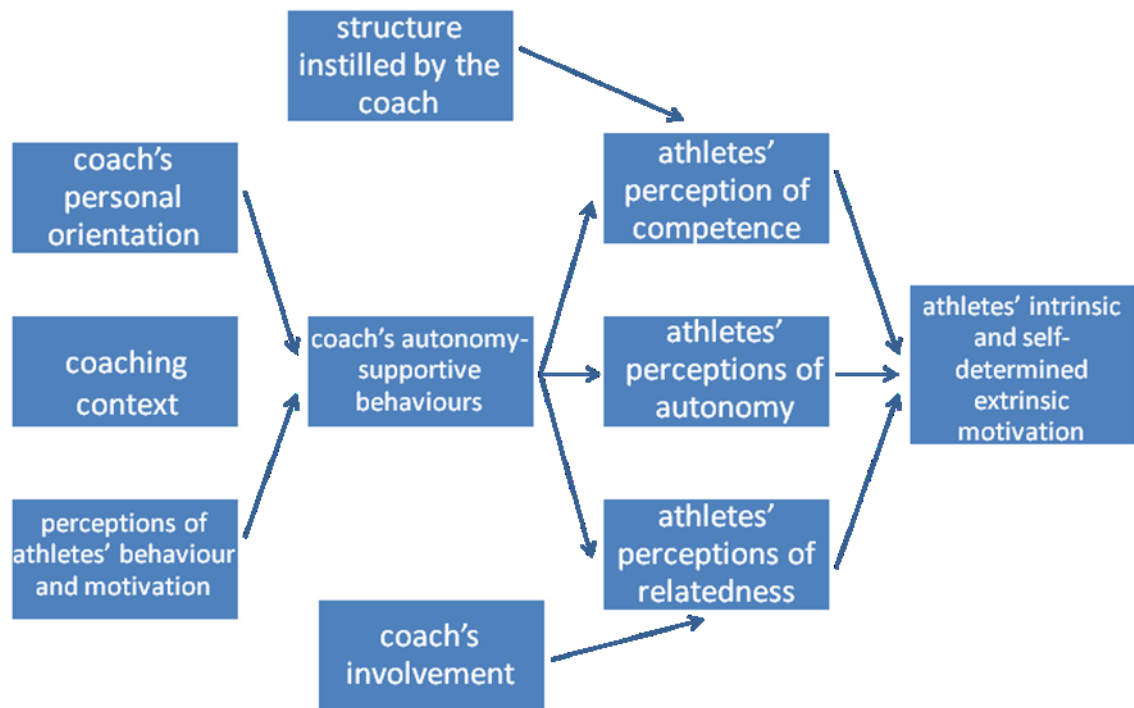 structure
instilled by the
coach
coach's
personal
orientation
athletes'
perception of
competence
coaching
context
coach's autonomy-
supportive
behaviours
athletes'
perceptions of
autonomy
athletes' intrinsic
and self-
determined
extrinsic
motivation
perceptions of
athletes' behaviour
and motivation
athletes'
perceptions of
relatedness
coach's
involvement